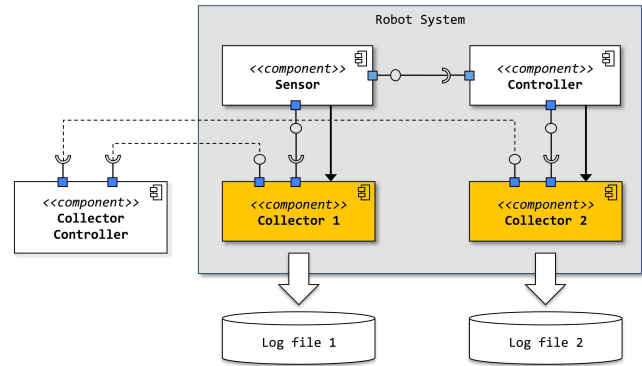 Robot System
<<component>>
Sensor
<<component>>
Controller
<<component>>
Collector
Controller
<<component>>
Collector 1
<<component>>
Collector 2
Log file 1
Log file 2